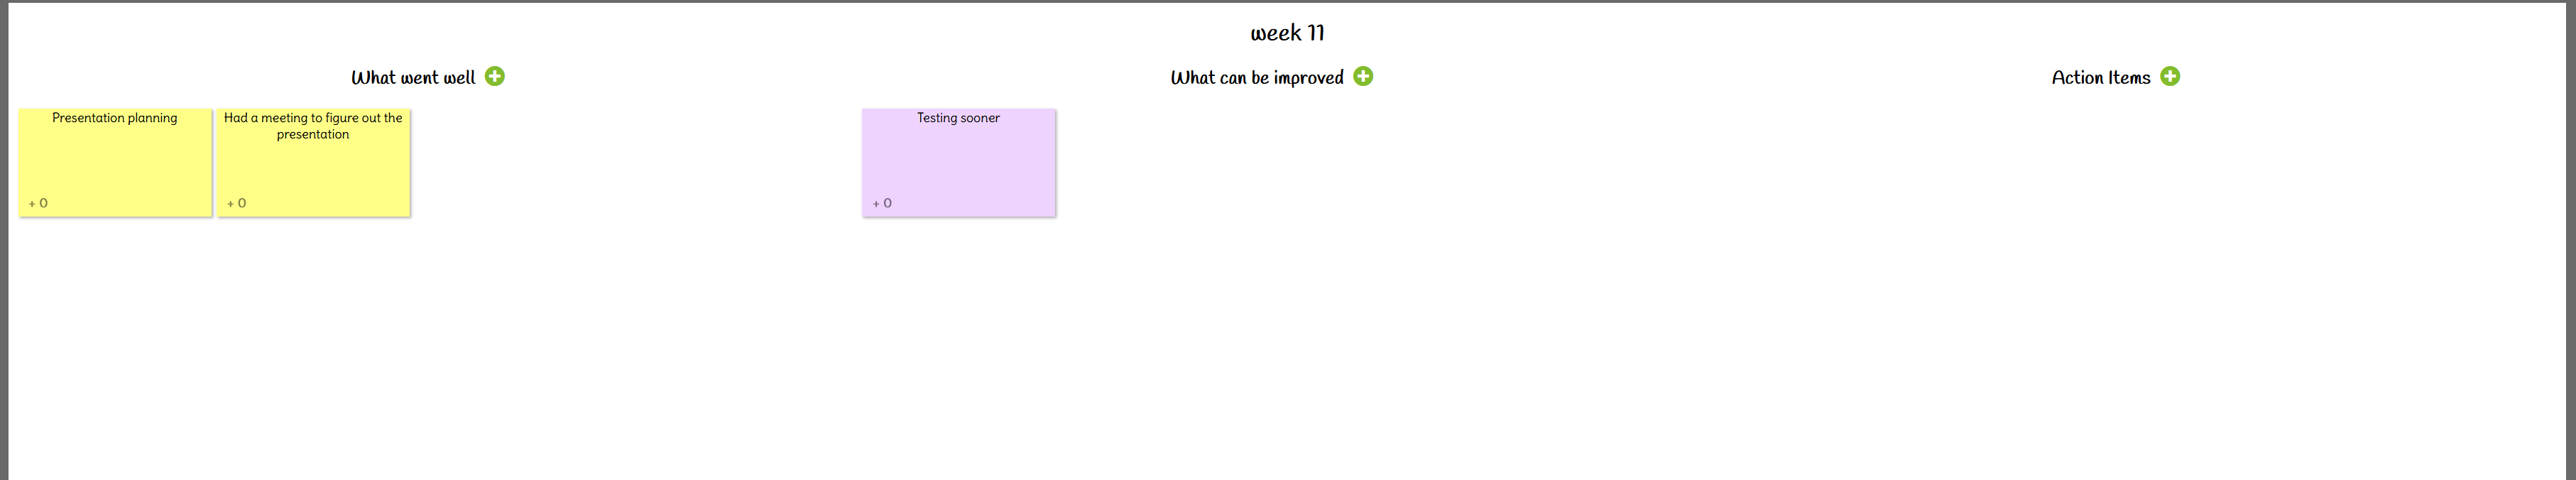 week 11
What went well
What can be improved
Action Items
Presentation planning
+ 0
Had a meeting to figure out the
presentation
+ 0
Testing sooner
+ 0